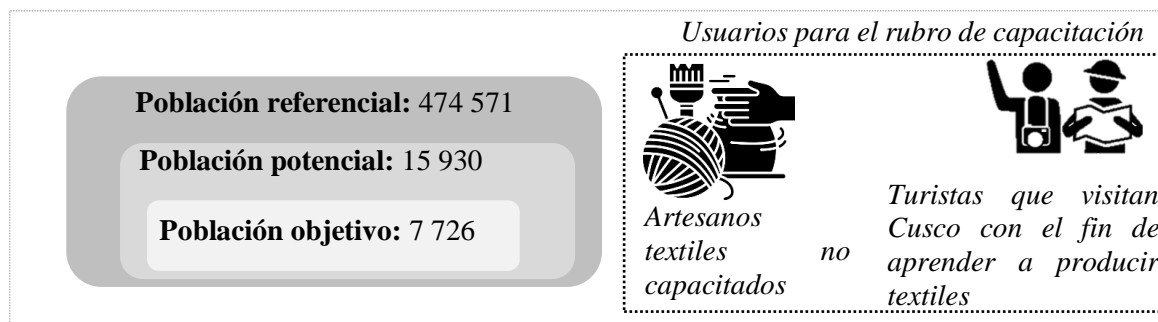 Usuarios para el rubro de capacitación
Población referencial: 474 571
Población potencial: 15 930
Población objetivo: 7 726
Artesanos
textiles no
capacitados
Turistas que visitan
Cusco con el fin de
aprender a producir
textiles